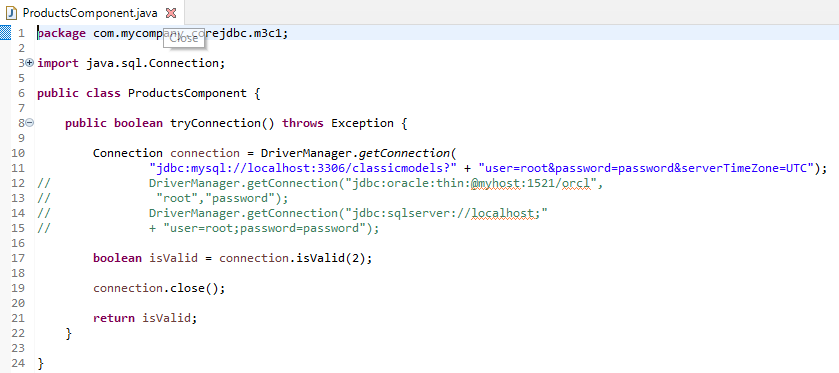 ProductsComponent.java
1 package com.mycompany.corejdbc.m3c1;
Close
2
3 import java.sql.Connection;
5
6 public class ProductsComponent {
7
8 public boolean tryConnection() throws Exception {
9
10 Connection connection = DriverManager.getConnection(
11 "jdbc:mysql://localhost:3306/classicmodels?" + "user=root&password=password&serverTimeZone=UTC");
12 // DriverManager.getConnection("jdbc:oracle:thin:@myhost:1521/orcl",
13 // "root","password");
14 // DriverManager.getConnection("jdbc:sqlserver://localhost;"
15 // + "user=root;password=password");
16
17 boolean isValid = connection.isValid(2);
18
19 connection.close();
20
21 return isValid;
22 }
23
24 }